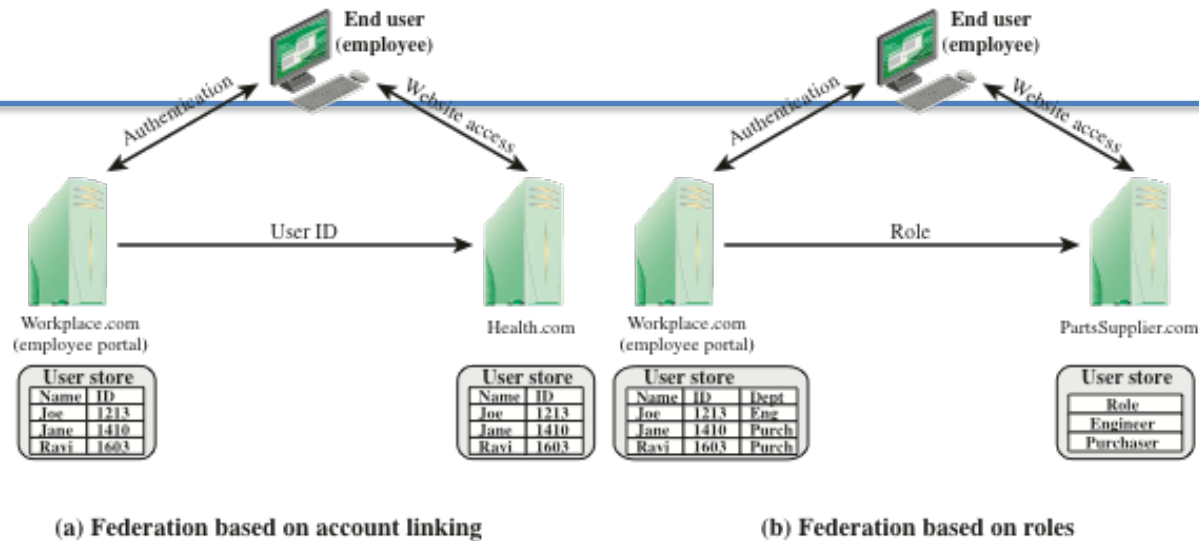 End user
(employee)
Authentication
Website access
User ID
Workplace.com
(employee portal)
Health.com
User store
Name ID
Joe 1213
Jane 1410
Ravi 1603
User store
Name ID
Joe 1213
Jane 1410
Ravi 1603
(a) Federation based on account linking
End user
(employee)
Authentication
Website access
Role
Workplace.com
(employee portal)
PartsSupplier.com
User store
Name ID Dept
Joe 1213 Eng
Jane 1410 Purch
Ravi 1603 Purch
User store
Role
Engineer
Purchaser
(b) Federation based on roles